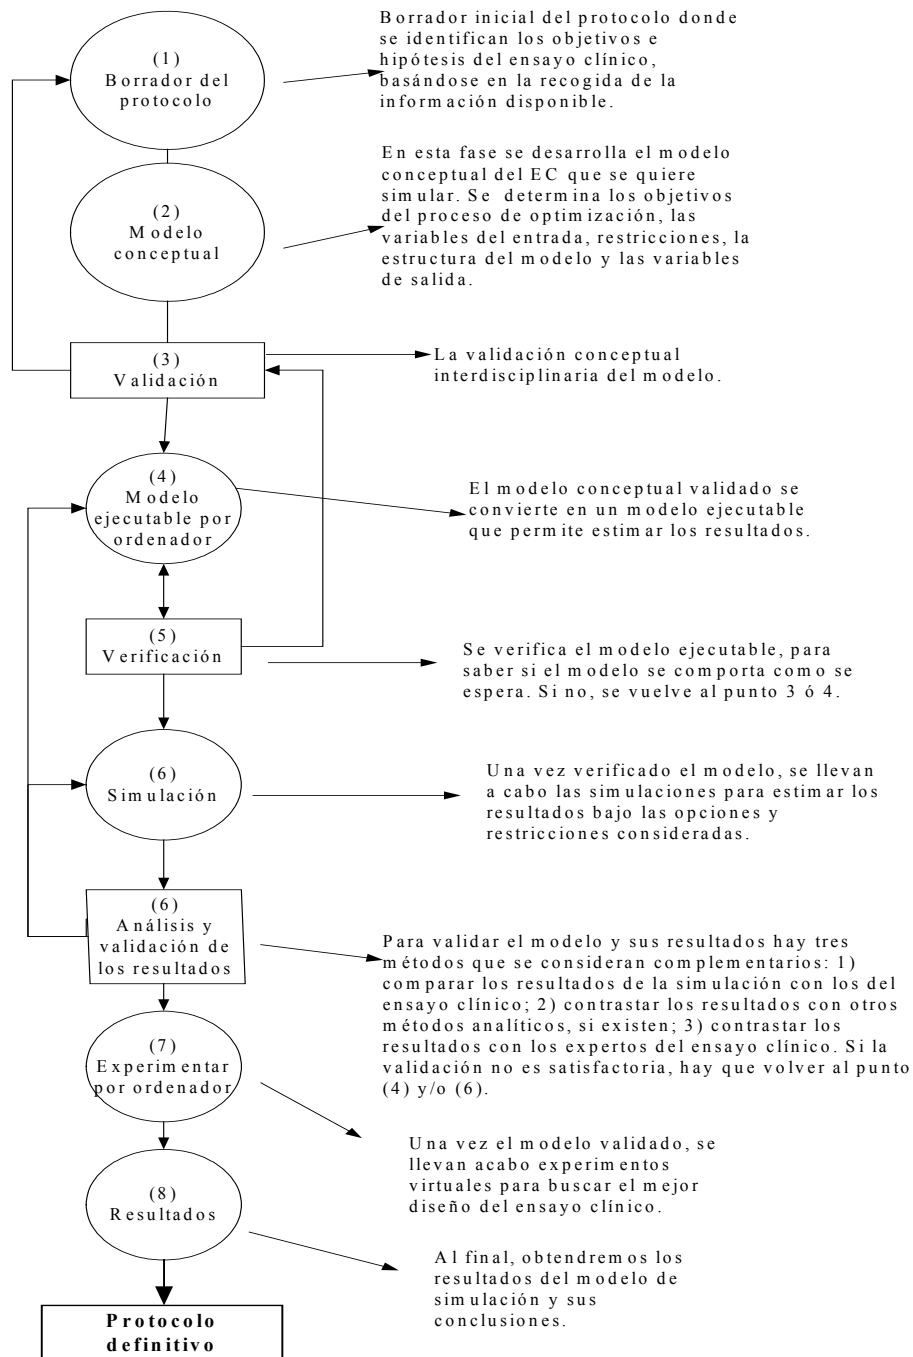 (1)
Borrador del
protocolo
Borrador inicial del protocolo donde
se identifican los objetivos e
hipótesis del ensayo clínico,
basándose en la recogida de la
información disponible.
(2)
Modelo
conceptual
En esta fase se desarrolla el modelo
conceptual del EC que se quiere
simular. Se determina los objetivos
del proceso de optimización, las
variables del entrada, restricciones, la
estructura del modelo y las variables
de salida.
(3)
Validación
La validación conceptual
interdisciplinaria del modelo.
(4)
Modelo
ejecutable por
ordenador
El modelo conceptual validado se
convierte en un modelo ejecutable
que permite estimar los resultados.
(5)
Verificación
Se verifica el modelo ejecutable, para
saber si el modelo se comporta como se
espera. Si no, se vuelve al punto 3 ó 4.
(6)
Simulación
Una vez verificado el modelo, se llevan
a cabo las simulaciones para estimar los
resultados bajo las opciones y
restricciones consideradas.
(6)
Análisis y
validación de
los resultados
Para validar el modelo y sus resultados hay tres
métodos que se consideran complementarios: 1)
comparar los resultados de la simulación con los del
ensayo clínico; 2) contrastar los resultados con otros
métodos analíticos, si existen; 3) contrastar los
resultados con los expertos del ensayo clínico. Si la
validación no es satisfactoria, hay que volver al punto
(4) y/o (6).
(7)
Experimentar
por ordenador
Una vez el modelo validado, se
llevan acabo experimentos
virtuales para buscar el mejor
diseño del ensayo clínico.
(8)
Resultados
Al final, obtendremos los
resultados del modelo de
simulación y sus
conclusiones.
Protocolo
definitivo